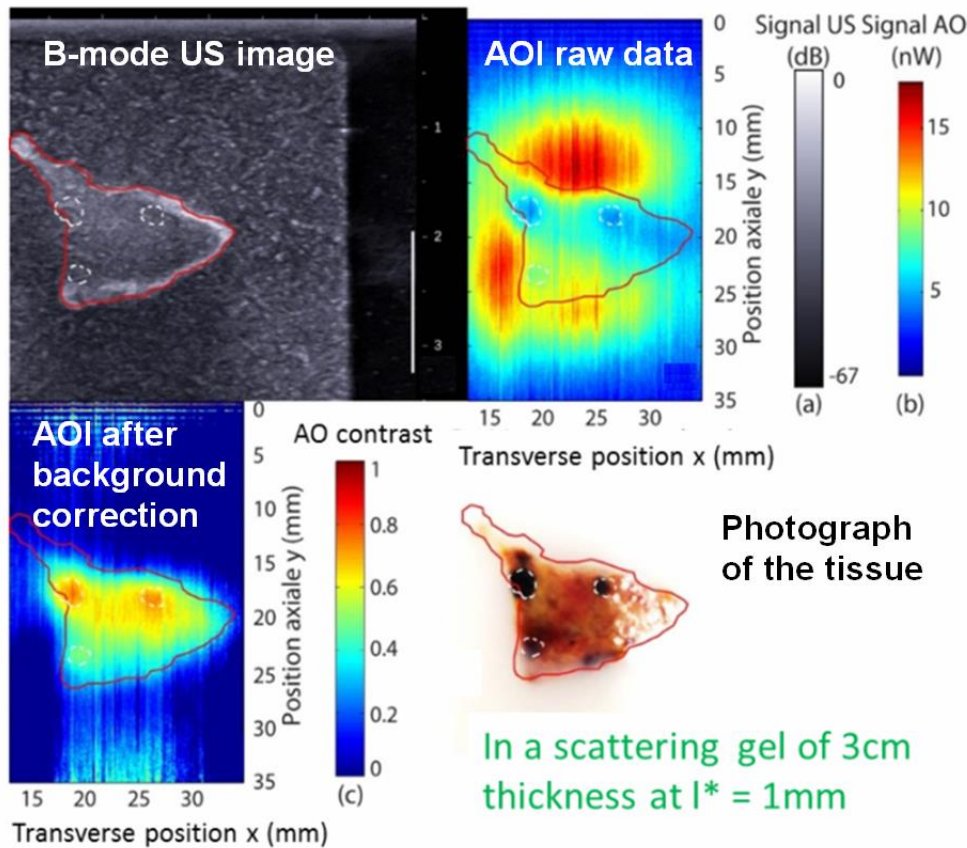 B-mode US image
1
2
3
AOI raw data
0
5
10
15
20
25
30
35
Position axiale y (mm)
15 20 25 30
Transverse position x (mm)
Signal US Signal AO
(dB) (nW)
0
-67
(a)
15
10
5
(b)
AOI after
background
correction
0
5
10
15
20
25
30
35
Position axiale y (mm)
15 20 25 30
Transverse position x (mm)
AO contrast
1
0.8
0.6
0.4
0.2
0
(c)
Photograph
of the tissue
In a scattering gel of 3cm
thickness at l* = 1mm